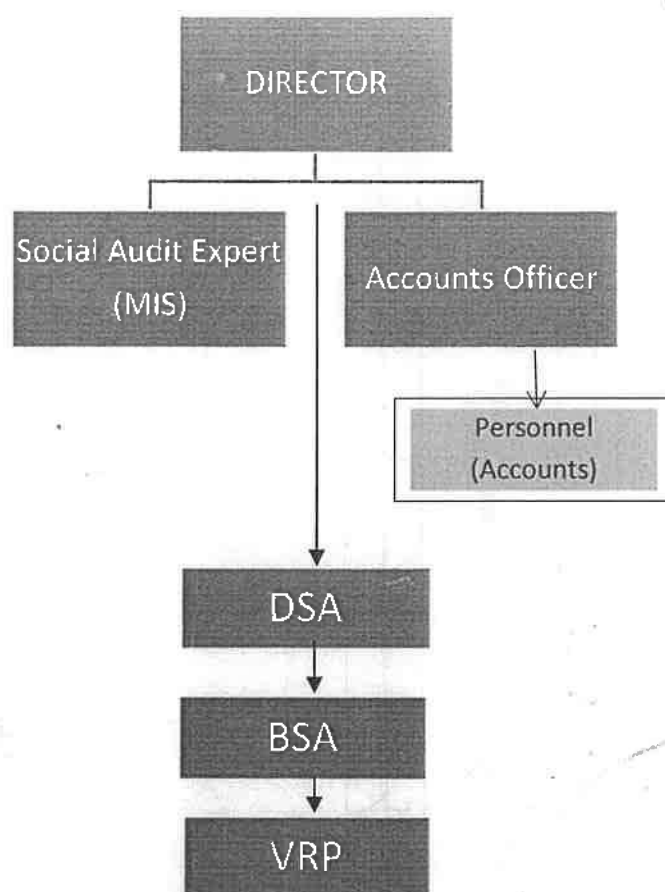 DIRECTOR
Social Audit Expert
(MIS)
Accounts Officer
Personnel
(Accounts)
DSA
BSA
VRP